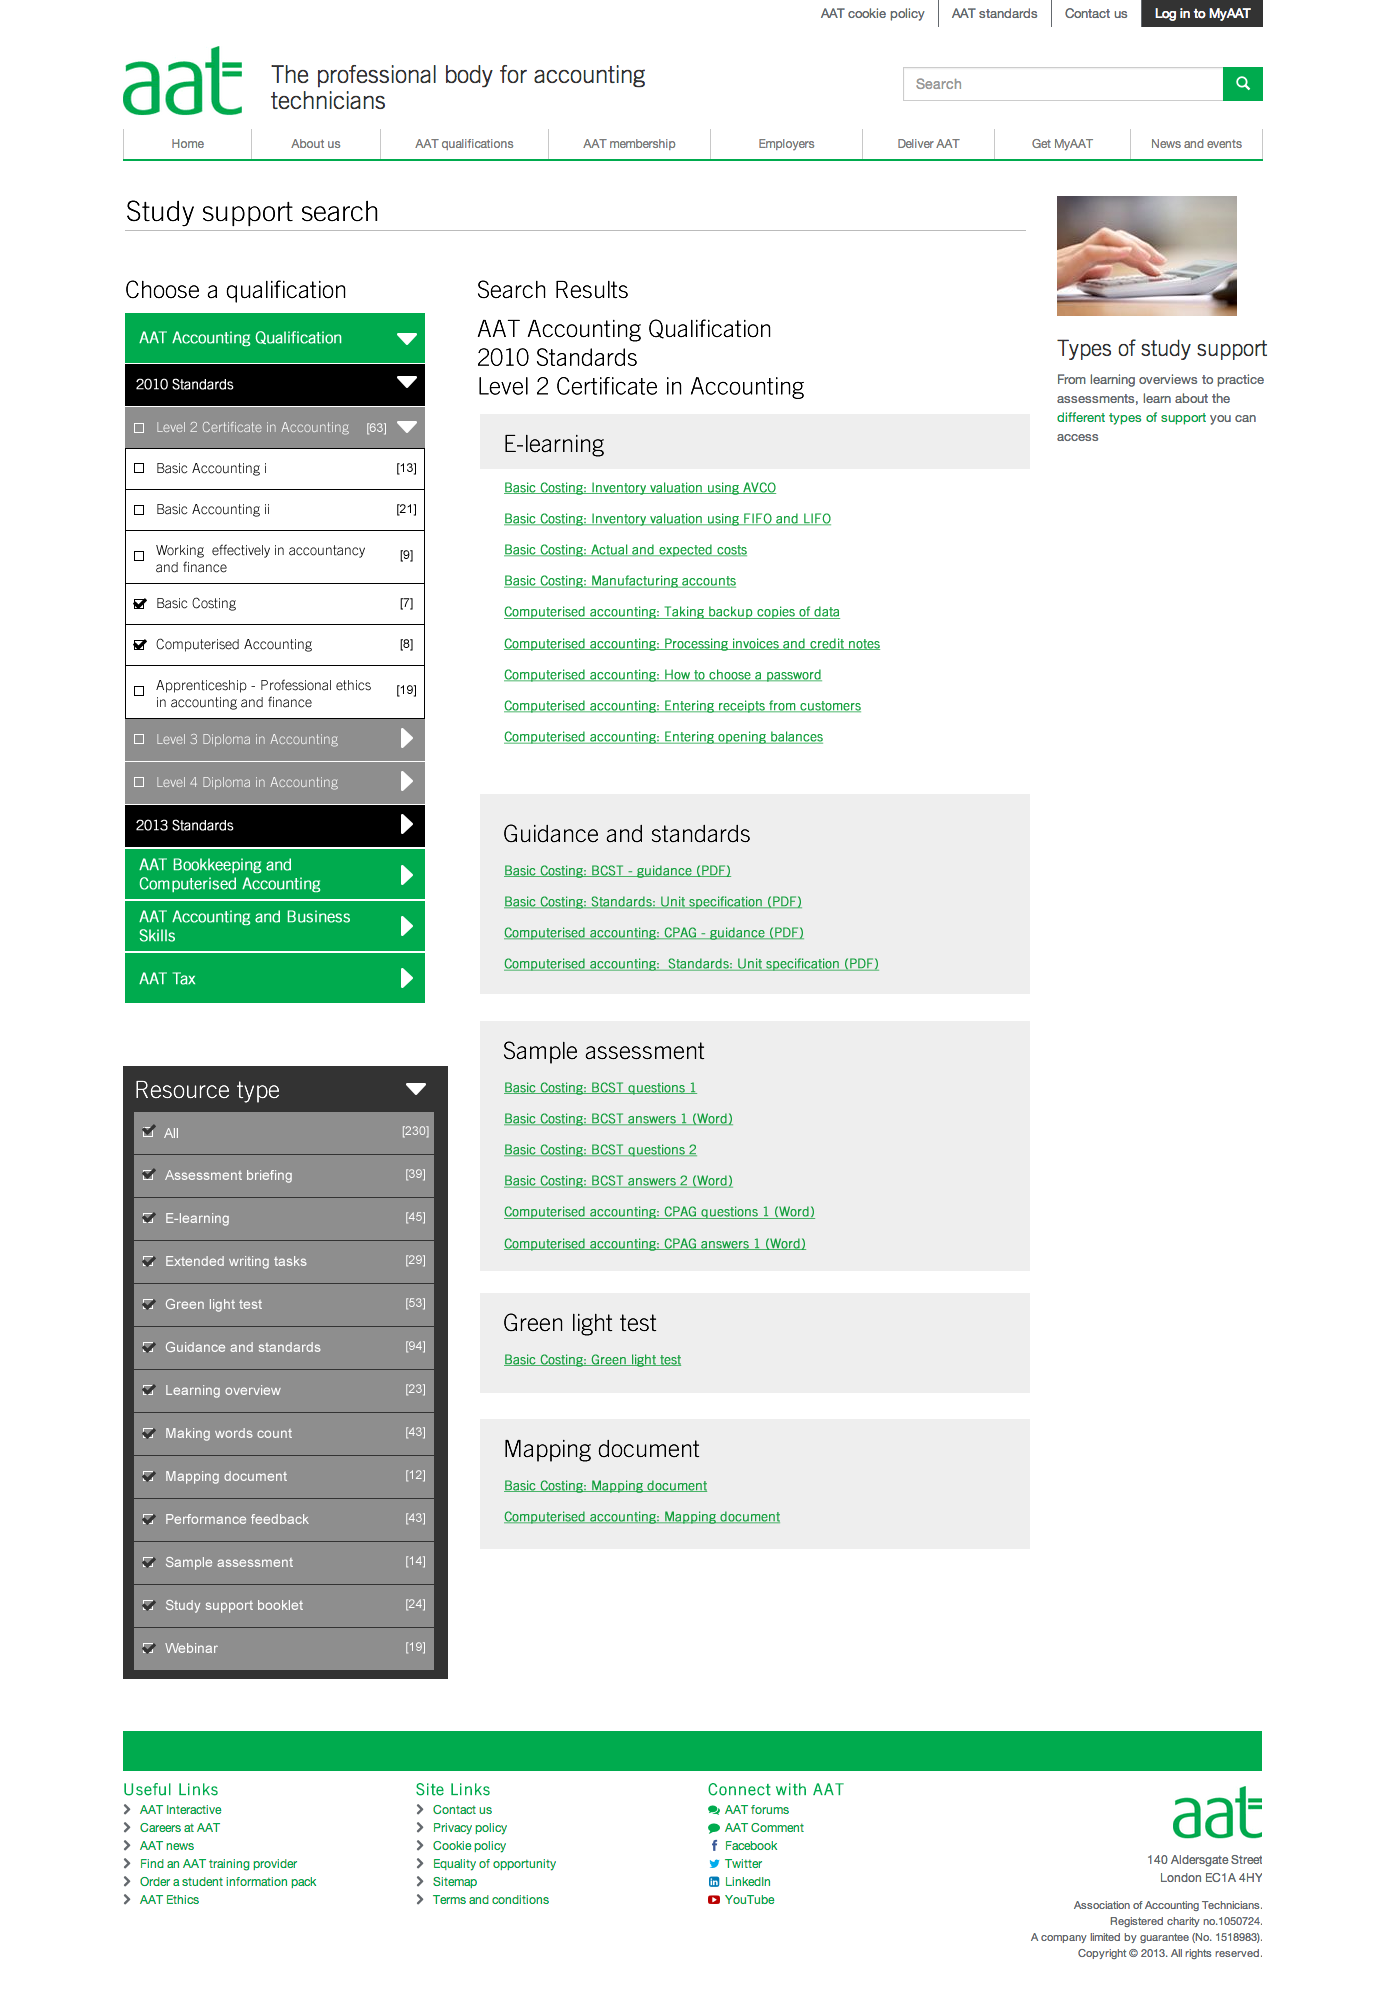 AAT cookie policy
AAT standards
Contact us
Log in to MyAAT
aat
The professional body for accounting
technicians
Search
Home
About us
AAT qualifications
AAT membership
Employers
Deliver AAT
Get MyAAT
News and events
Study support search
Choose a qualification
AAT Accounting Qualification
2010 Standards
Level 2 Certificate in Accounting [63]
Basic Accounting i [13]
Basic Accounting ii [21]
Working  effectively in accountancy
and finance [9]
Basic Costing [7]
Computerised Accounting [8]
Apprenticeship - Professional ethics
in accounting and finance [19]
Level 3 Diploma in Accounting
Level 4 Diploma in Accounting
2013 Standards
AAT Bookkeeping and
Computerised Accounting
AAT Accounting and Business
Skills
AAT Tax
Resource type
All [230]
Assessment briefing [39]
E-learning [45]
Extended writing tasks [29]
Green light test [53]
Guidance and standards [94]
Learning overview [23]
Making words count [43]
Mapping document [12]
Performance feedback [43]
Sample assessment [14]
Study support booklet [24]
Webinar [19]
Search Results
AAT Accounting Qualification
2010 Standards
Level 2 Certificate in Accounting
E-learning
Basic Costing: Inventory valuation using AVCO
Basic Costing: Inventory valuation using FIFO and LIFO
Basic Costing: Actual and expected costs
Basic Costing: Manufacturing accounts
Computerised accounting: Taking backup copies of data
Computerised accounting: Processing invoices and credit notes
Computerised accounting: How to choose a password
Computerised accounting: Entering receipts from customers
Computerised accounting: Entering opening balances
Guidance and standards
Basic Costing: BCST - guidance (PDF)
Basic Costing: Standards: Unit specification (PDF)
Computerised accounting: CPAG - guidance (PDF)
Computerised accounting:  Standards: Unit specification (PDF)
Sample assessment
Basic Costing: BCST questions 1
Basic Costing: BCST answers 1 (Word)
Basic Costing: BCST questions 2
Basic Costing: BCST answers 2 (Word)
Computerised accounting: CPAG questions 1 (Word)
Computerised accounting: CPAG answers 1 (Word)
Green light test
Basic Costing: Green light test
Mapping document
Basic Costing: Mapping document
Computerised accounting: Mapping document
Types of study support
From learning overviews to practice
assessments, learn about the
different types of support you can
access
Useful Links
AAT Interactive
Careers at AAT
AAT news
Find an AAT training provider
Order a student information pack
AAT Ethics
Site Links
Contact us
Privacy policy
Cookie policy
Equality of opportunity
Sitemap
Terms and conditions
Connect with AAT
AAT forums
AAT Comment
Facebook
Twitter
LinkedIn
YouTube
aat
140 Aldersgate Street
London EC1A 4HY
Association of Accounting Technicians.
Registered charity no.1050724.
A company limited by guarantee (No. 1518983).
Copyright © 2013. All rights reserved.